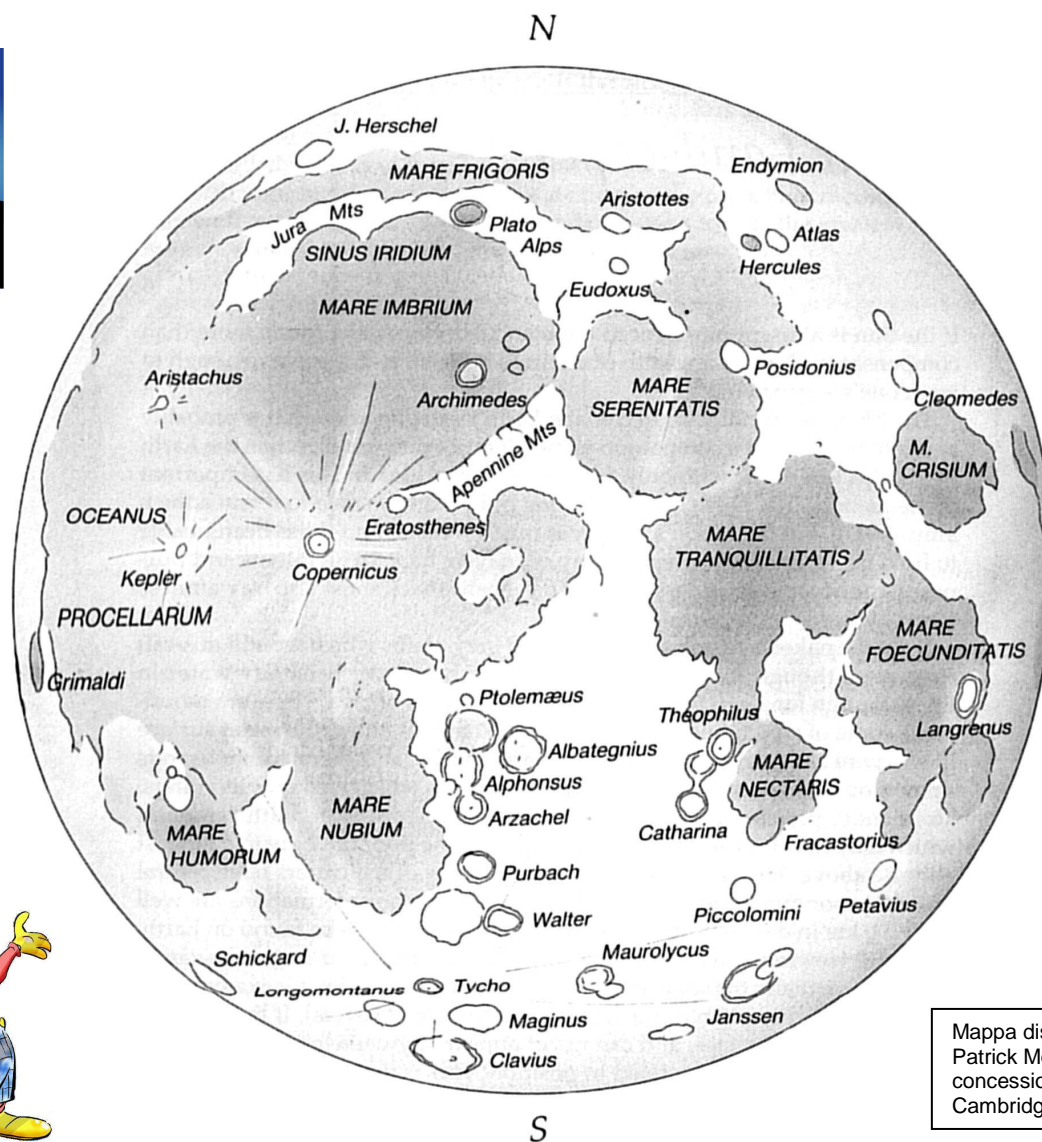 N
J. Herschel
MARE FRIGORIS
Endymion
Aristottes
Jura Mts
Plato
Atlas
Alps
Hercules
SINUS IRIDIUM
Eudoxus
MARE IMBRIUM
Posidonius
Aristachus
Archimedes
MARE
SERENITATIS
Cleomedes
Apennine Mts
M.
CRISIUM
OCEANUS
Eratosthenes
MARE
TRANQUILLITATIS
Kepler
Copernicus
PROCELLARUM
MARE
FOECUNDITATIS
Grimaldi
Ptolemæus
Theophilus
Langrenus
Albategnius
Alphonsus
MARE
NECTARIS
MARE
NUBIUM
Arzachel
Catharina
Fracastorius
MARE
HUMORUM
Purbach
Piccolomini
Petavius
Walter
Schickard
Maurolycus
Longomontanus
Tycho
Maginus
Janssen
Clavius
S
Mappa
Patrick